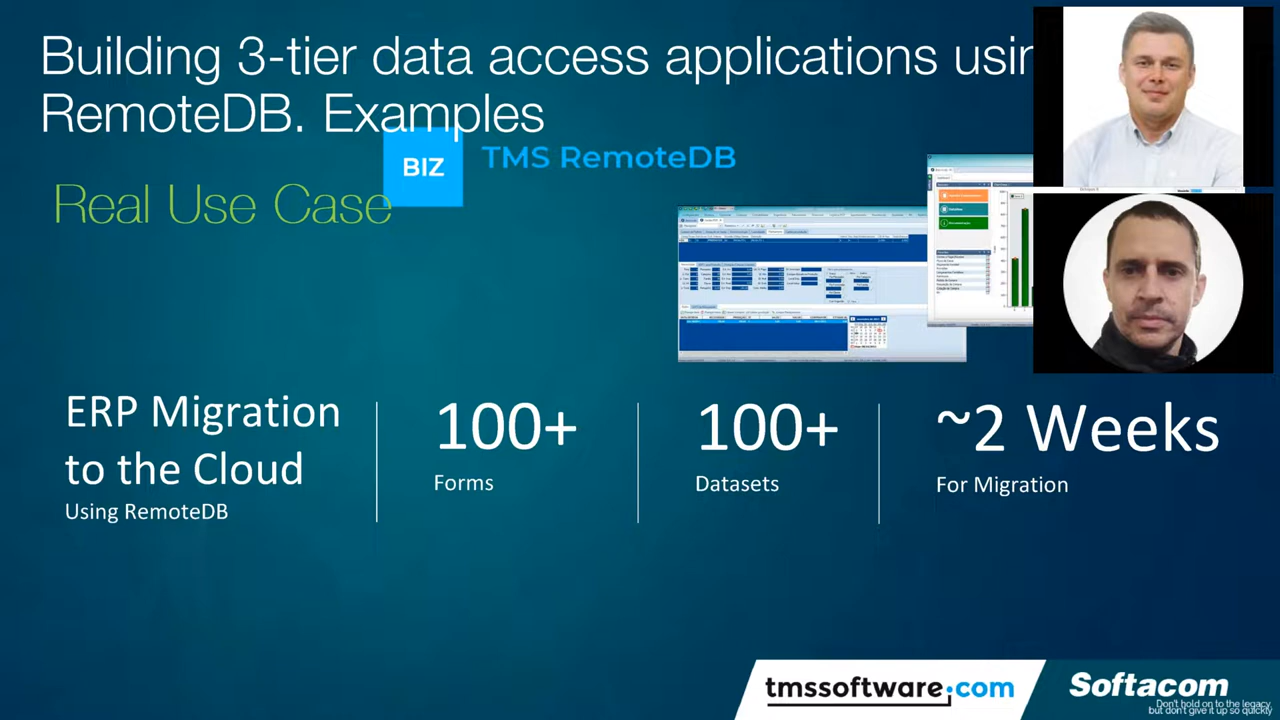 Building 3-tier data access applications usin
RemoteDB. Examples
BIZ
TMS RemoteDB
Real Use Case
ERP Migration
to the Cloud
Using RemoteDB
100+
Forms
100+
Datasets
~2 Weeks
For Migration
tmssoftware.com
Softacom
Don't hold on to the legacy,
but don't give it up so quickly